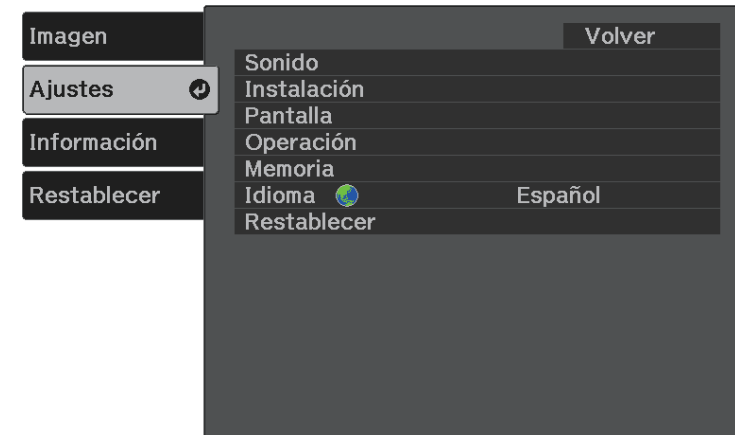 Imagen
Ajustes
Información
Restablecer
Volver
Sonido
Instalación
Pantalla
Operación
Memoria
Idioma Español
Restablecer